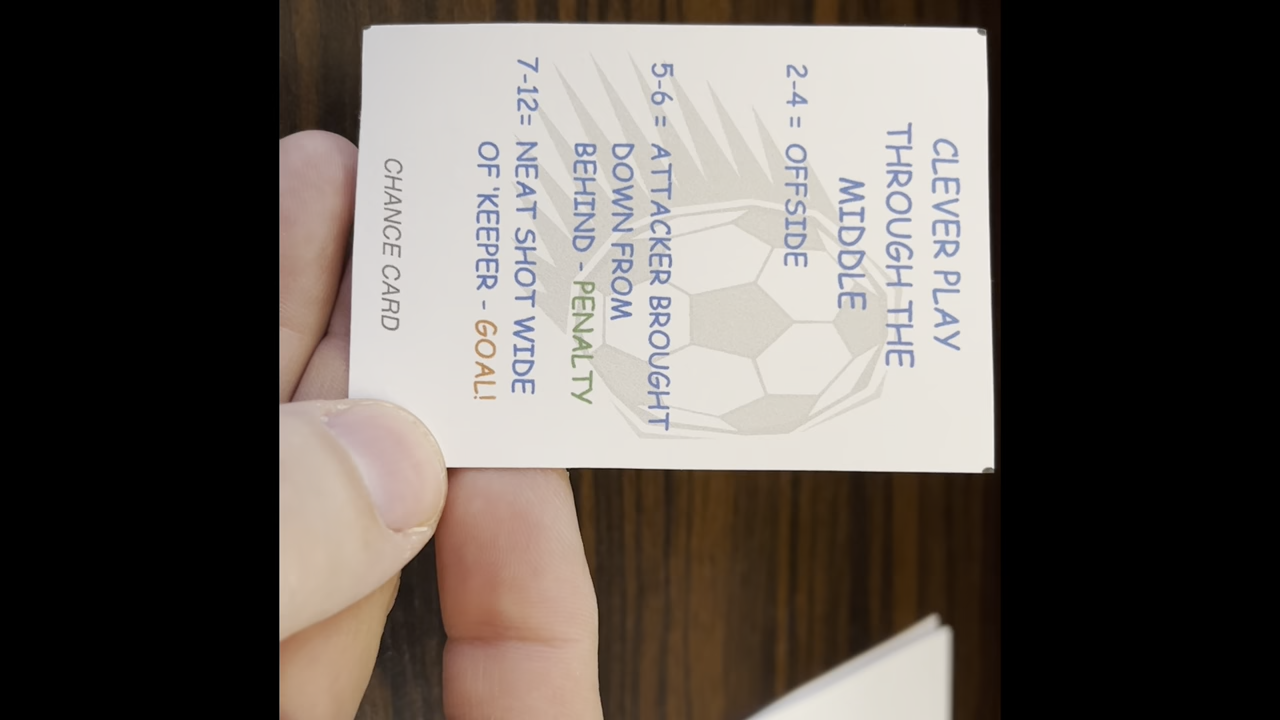 CLEVER PLAY
THROUGH THE
MIDDLE
2-4 = OFFSIDE
5-6 = ATTACKER BROUGHT
DOWN FROM
BEHIND - PENALTY
7-12= NEAT SHOT WIDE
OF 'KEEPER - GOAL!
CHANCE CARD